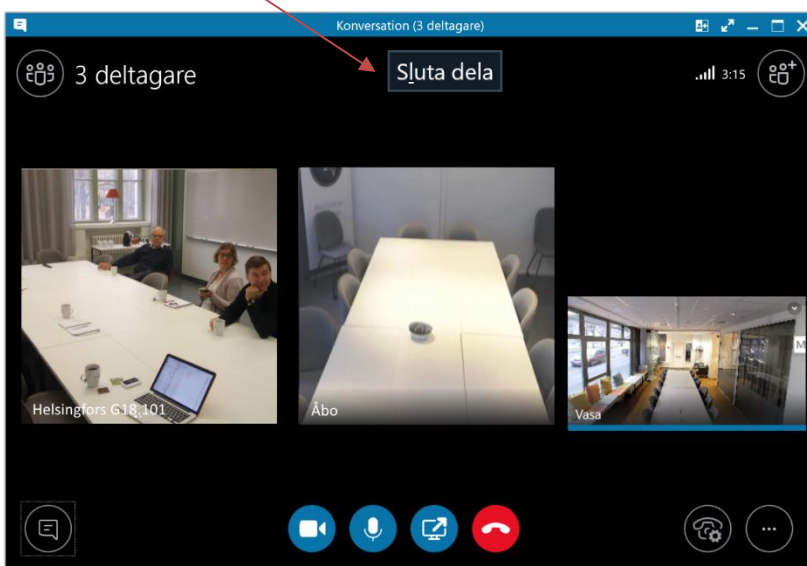 Konversation (3 deltagare)
3 deltagare
Sluta dela
3:15
Helsingfors G18,101
Åbo
Vasa
M